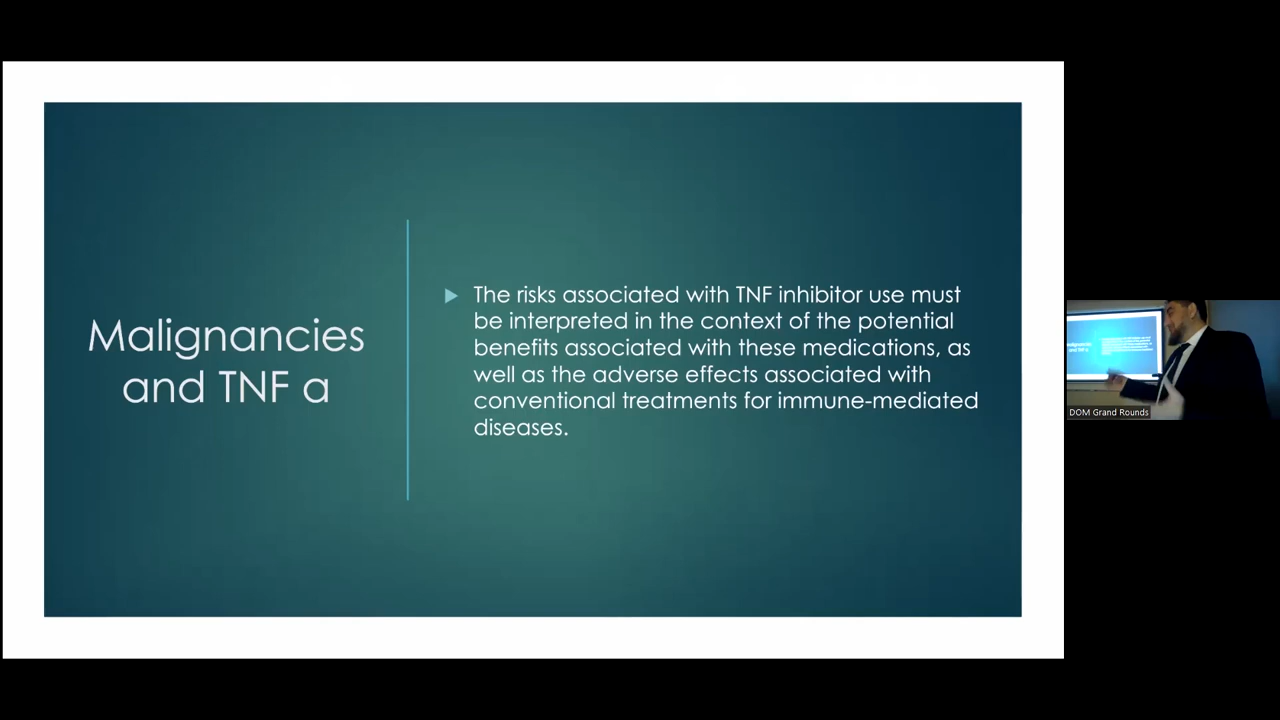 Malignancies
and TNF a
The risks associated with TNF inhibitor use must
be interpreted in the context of the potential
benefits associated with these medications, as
well as the adverse effects associated with
conventional treatments for immune-mediated
diseases.
DOM Grand Rounds